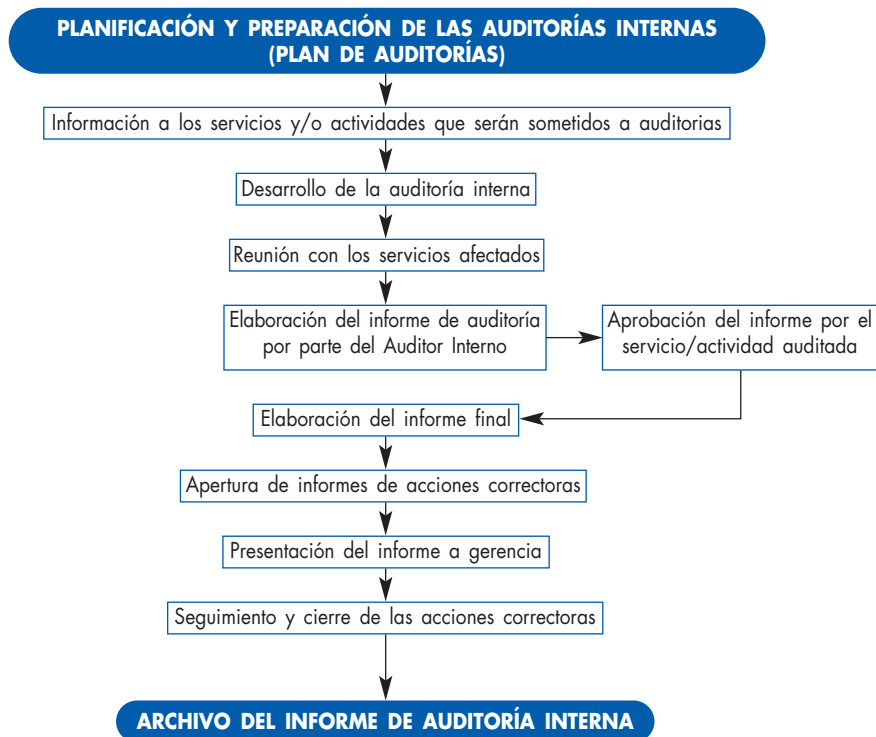 PLANIFICACIÓN Y PREPARACIÓN DE LAS AUDITORÍAS INTERNAS
(PLAN DE AUDITORÍAS)
Información a los servicios y/o actividades que serán sometidos a auditorias
Desarrollo de la auditoría interna
Reunión con los servicios afectados
Elaboración del informe de auditoría
por parte del Auditor Interno
Aprobación del informe por el
servicio/actividad auditada
Elaboración del informe final
Apertura de informes de acciones correctoras
Presentación del informe a gerencia
Seguimiento y cierre de las acciones correctoras
ARCHIVO DEL INFORME DE AUDITORÍA INTERNA